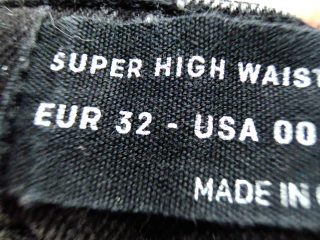 SUPER HIGH WAIST
EUR 32 - USA 00
MADE IN